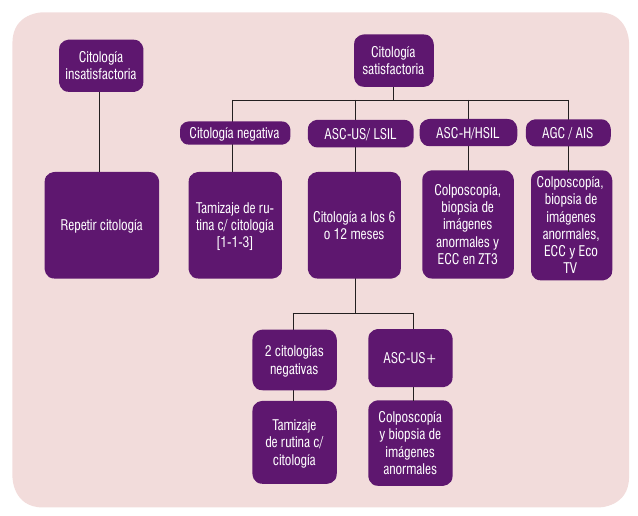 Citología
insatisfactoria
Repetir citología
Citología
satisfactoria
Citología negativa
ASC-US/ LSIL
ASC-H/HSIL
AGC / AIS
Tamizaje de ru-
tina c/ citología
[1-1-3]
Citología a los 6
o 12 meses
Colposcopía,
biopsia de
imágenes
anormales y
ECC en ZT3
Colposcopía,
biopsia de
imágenes
anormales,
ECC y Eco
TV
2 citologías
negativas
ASC-US+
Tamizaje
de rutina c/
citología
Colposcopía
y biopsia de
imágenes
anormales